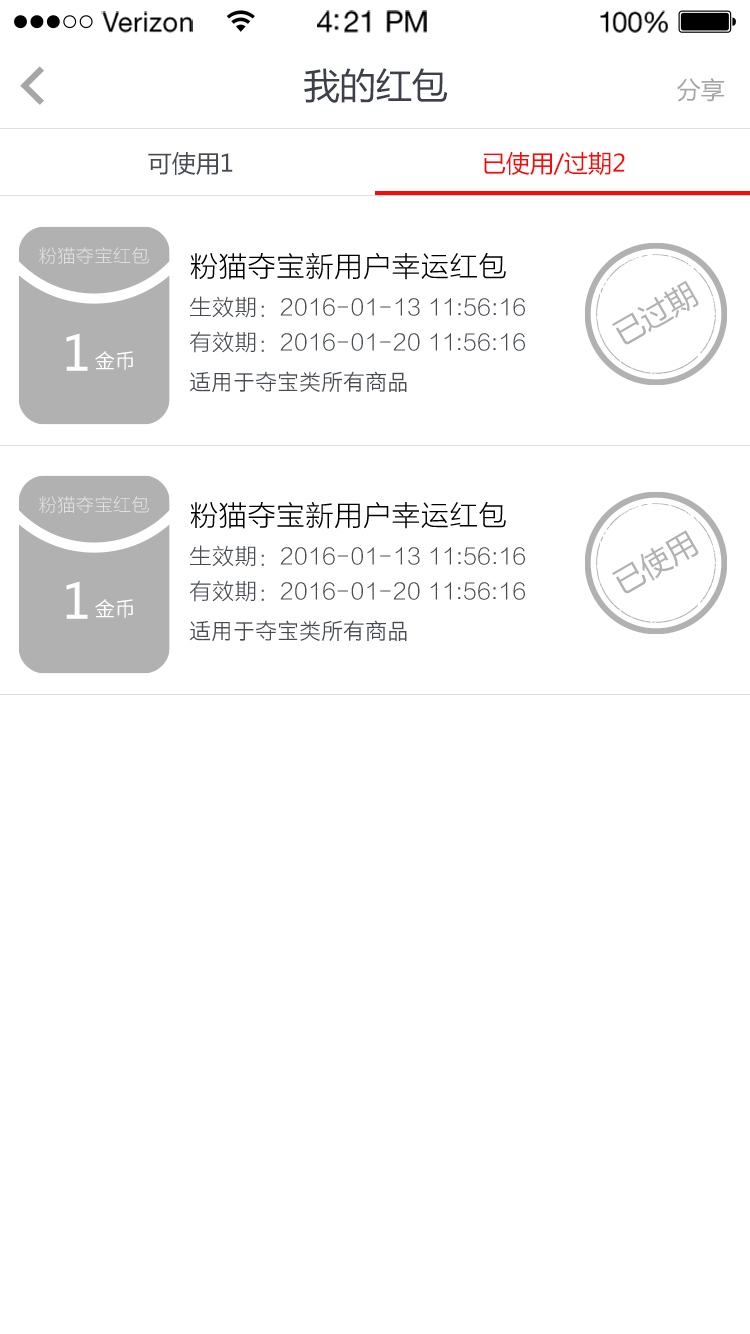 Verizon 4:21 PM 100%
我的红包 分享
可使用1 已使用/过期2
粉猫夺宝红包
1金币
粉猫夺宝新用户幸运红包
生效期：2016-01-13 11:56:16
有效期：2016-01-20 11:56:16
适用于夺宝类所有商品
已过期
粉猫夺宝红包
1金币
粉猫夺宝新用户幸运红包
生效期：2016-01-13 11:56:16
有效期：2016-01-20 11:56:16
适用于夺宝类所有商品
已使用